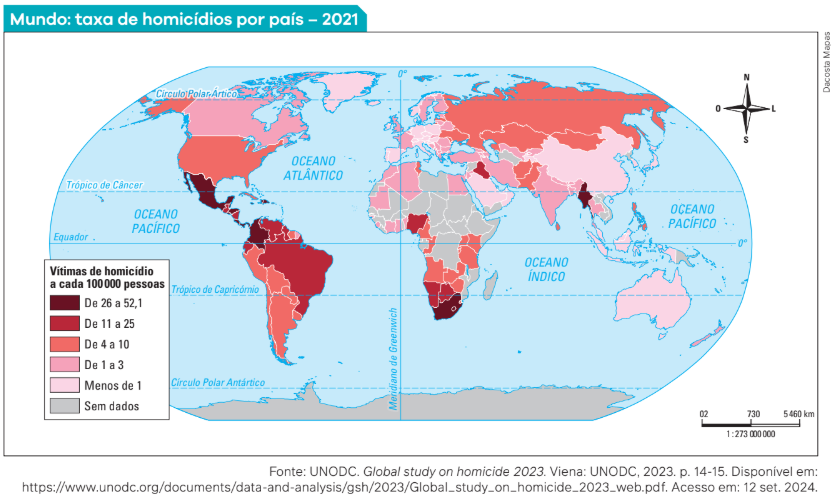 Mundo: taxa de homicídios por país – 2021
Dacosta Mapas
0°
Círculo Polar Ártico
N
O
L
S
OCEANO
ATLÂNTICO
Trópico de Câncer
OCEANO
PACÍFICO
OCEANO
PACÍFICO
Equador
0°
OCEANO
ÍNDICO
Vítimas de homicídio
a cada 100 000 pessoas
De 26 a 52,1
De 11 a 25
De 4 a 10
De 1 a 3
Menos de 1
Sem dados
Trópico de Capricórnio
Meridiano de Greenwich
Círculo Polar Antártico
02 730 5 460 km
1 : 273 000 000
Fonte: UNODC. Global study on homicide 2023. Viena: UNODC, 2023. p. 14-15. Disponível em:
https://www.unodc.org/documents/data-and-analysis/gsh/2023/Global_study_on_homicide_2023_web.pdf. Acesso em: 12 set. 2024.